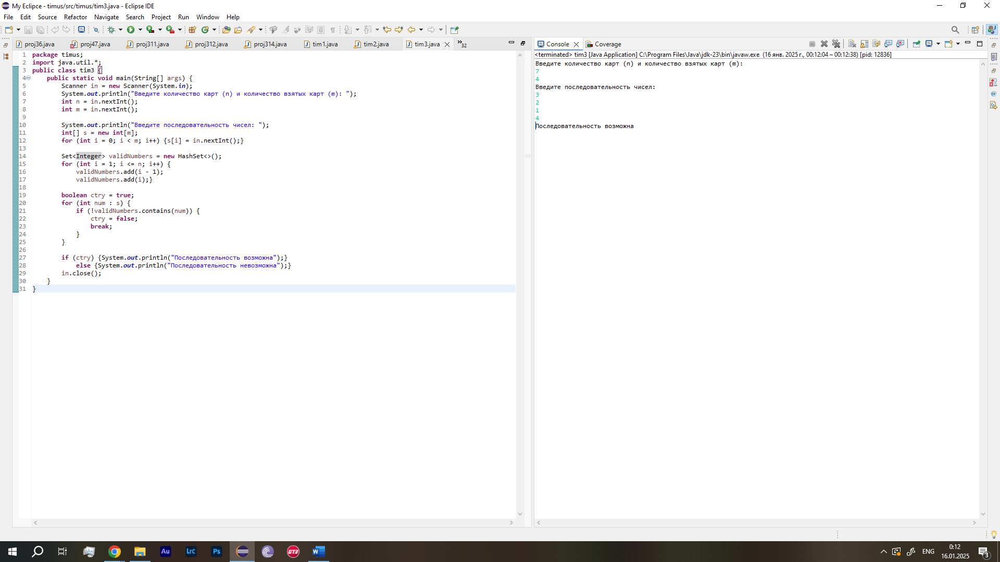 My Eclipce - timus/src/timus/tim3.java - Eclipse IDE
File Edit Source Refactor Navigate Search Project Run Window Help
proj36.java proj47.java proj311.java proj312.java proj314.java tim1.java tim2.java tim3.java »32
1 package timus;
2 import java.util.*;
3 public class tim3 {
4 public static void main(String[] args) {
5 Scanner in = new Scanner(System.in);
6 System.out.println("Введите количество карт (n) и количество взятых карт (m): ");
7 int n = in.nextInt();
8 int m = in.nextInt();
9
10 System.out.println("Введите последовательность чисел: ");
11 int[] s = new int[m];
12 for (int i = 0; i < m; i++) {s[i] = in.nextInt();}
13
14 Set<Integer> validNumbers = new HashSet<>();
15 for (int i = 1; i <= n; i++) {
16 validNumbers.add(i - 1);
17 validNumbers.add(i);}
18
19 boolean ctry = true;
20 for (int num : s) {
21 if (!validNumbers.contains(num)) {
22 ctry = false;
23 break;
24 }
25 }
26
27 if (ctry) {System.out.println("Последовательность возможна");}
28 else {System.out.println("Последовательность невозможна");}
29 in.close();
30 }
31 }
Console Coverage
<terminated> tim3 [Java Application] C:\Program Files\Java\jdk-23\bin\javaw.exe (16 янв. 2025 г., 00:12:04 – 00:12:38) [pid: 12836]
Введите количество карт (n) и количество взятых карт (m):
7
4
Введите последовательность чисел:
3
2
1
4
Последовательность возможна
Au Lrc Ps GT3 W
ENG
0:12
16.01.2025
3